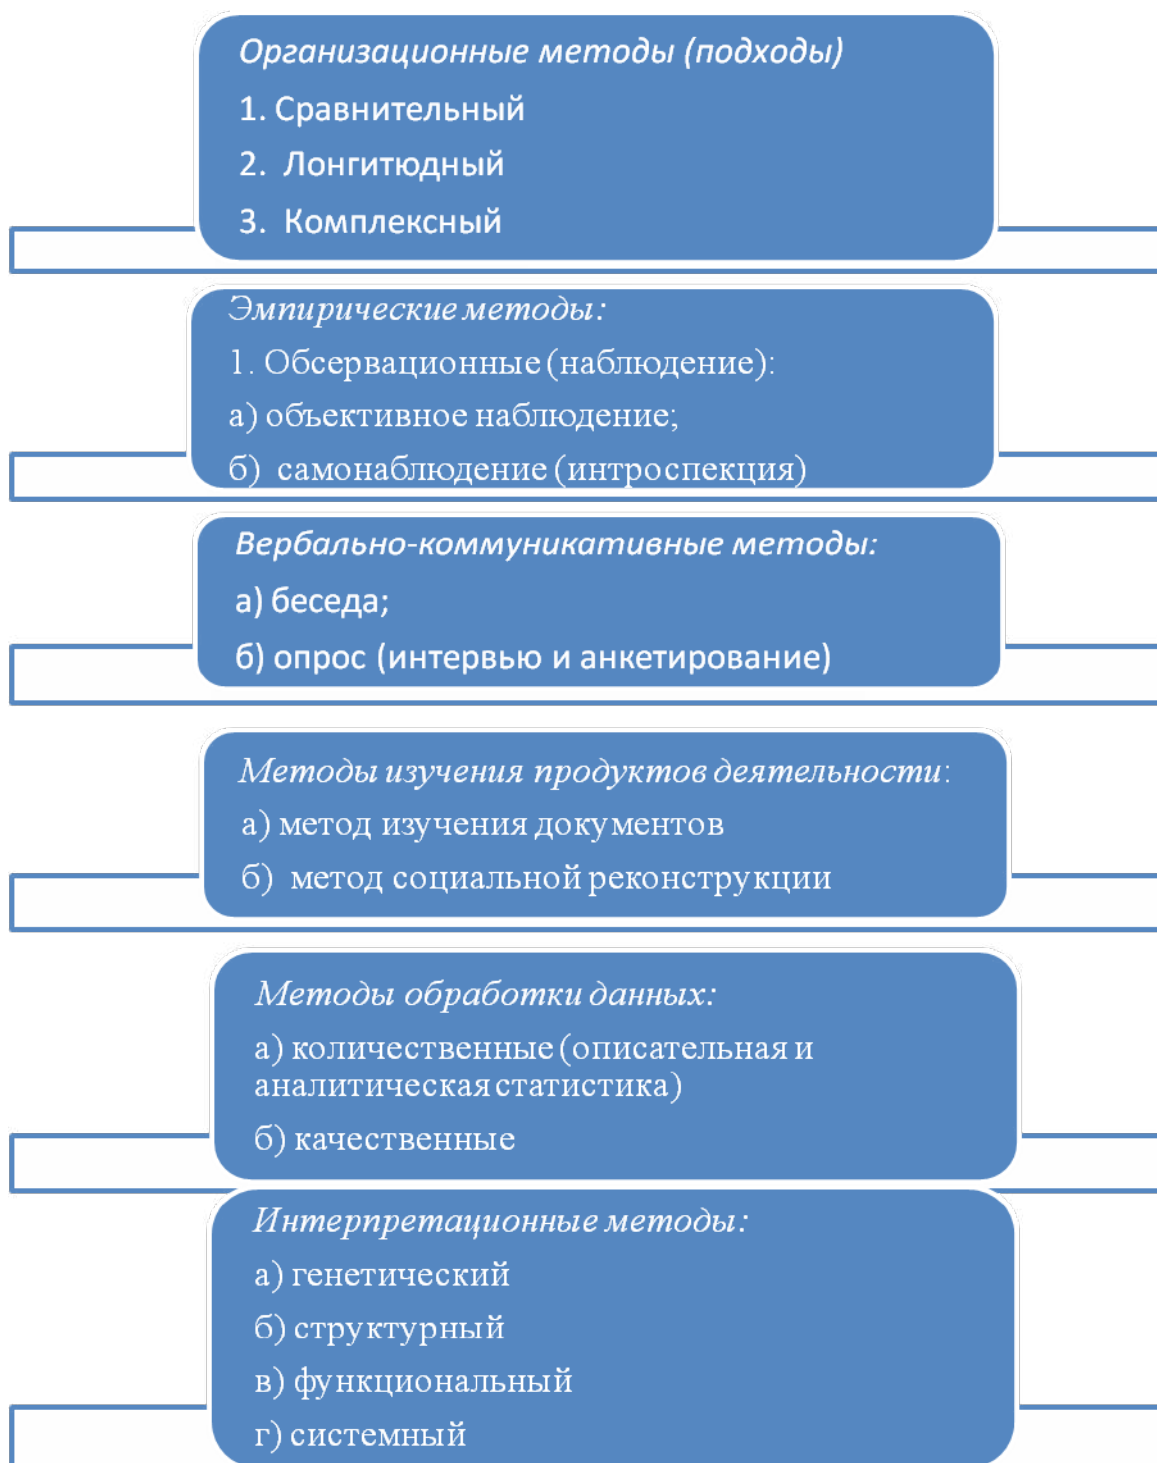 Организационные методы (подходы)
1. Сравнительный
2. Лонгитюдный
3. Комплексный
Эмпирические методы:
1. Обсервационные (наблюдение):
а) объективное наблюдение;
б) самонаблюдение (интроспекция)
Вербально-коммуникативные методы:
а) беседа;
б) опрос (интервью и анкетирование)
Методы изучения продуктов деятельности:
а) метод изучения документов
б) метод социальной реконструкции
Методы обработки данных:
а) количественные (описательная и
аналитическая статистика)
б) качественные
Интерпретационные методы:
а) генетический
б) структурный
в) функциональный
г) системный